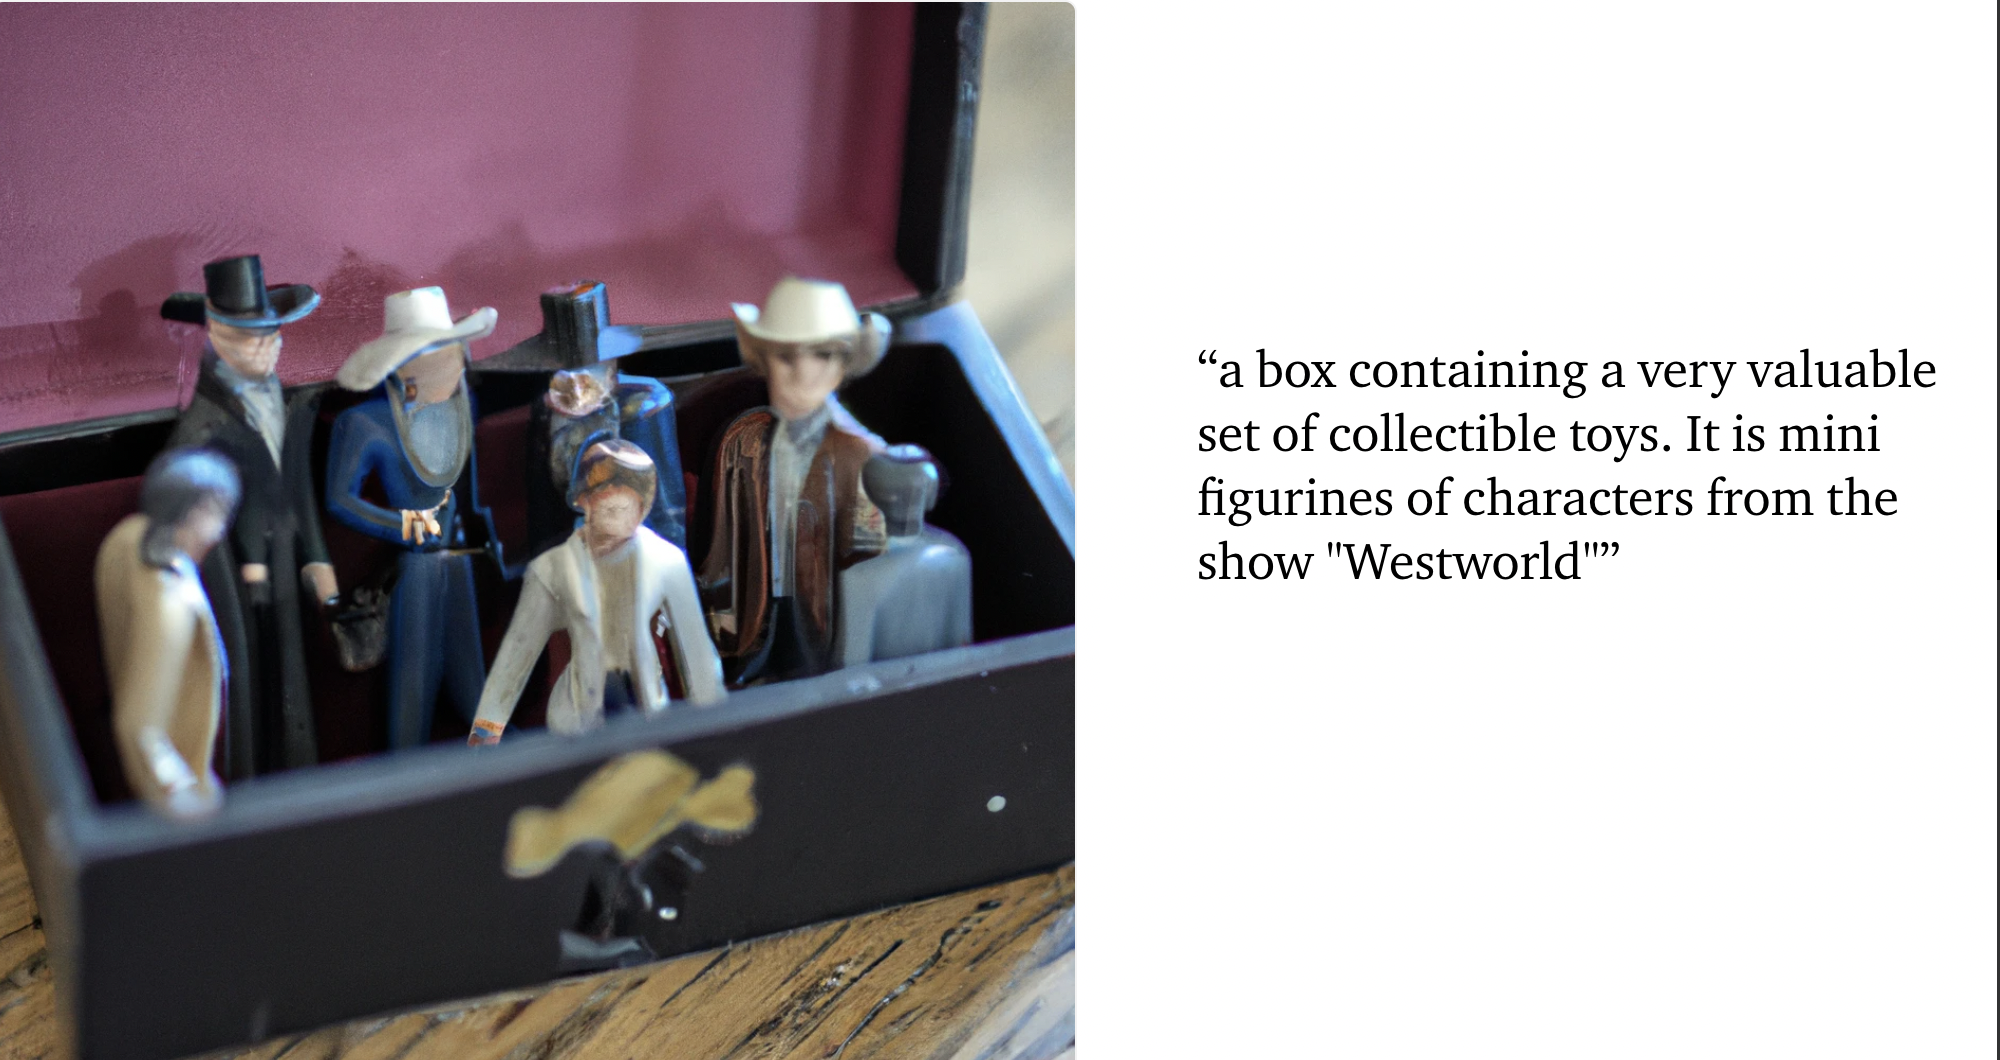 “a box containing a very valuable
set of collectible toys. It is mini
figurines of characters from the
show "Westworld"”